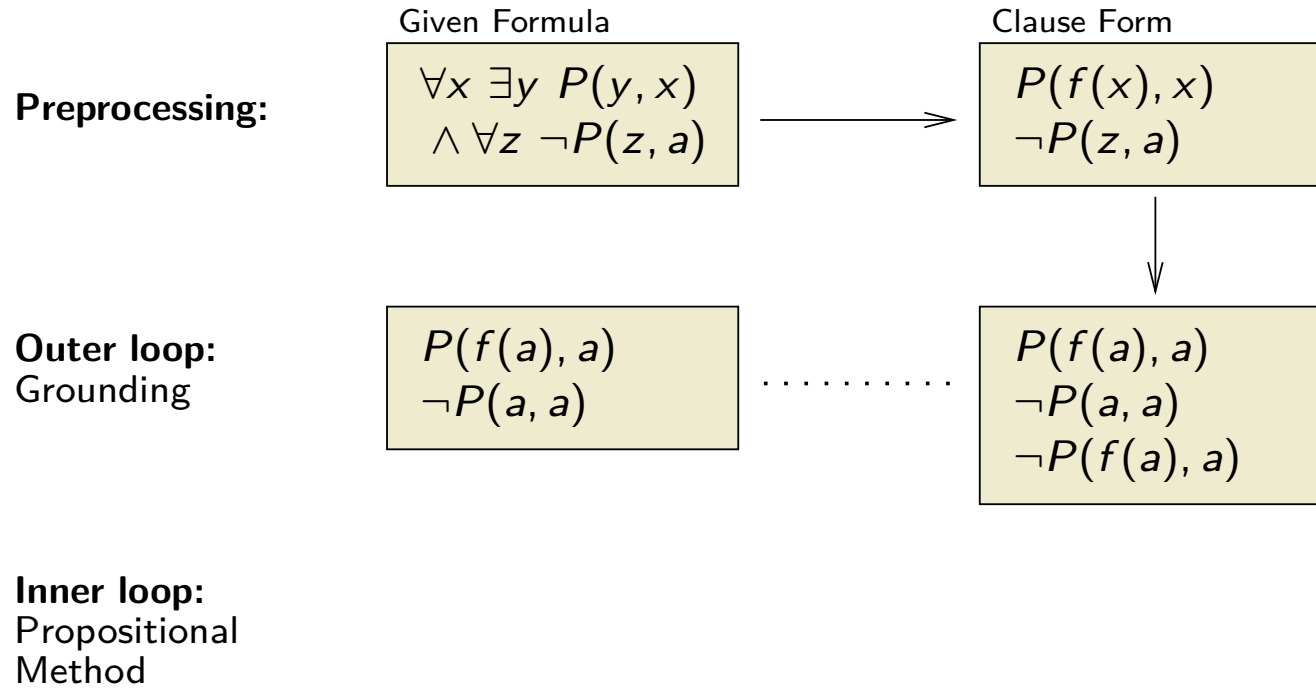 Given Formula
Clause Form
Preprocessing:
∀x ∃y P(y, x)
∧ ∀z ¬P(z, a)
P(f(x), x)
¬P(z, a)
Outer loop:
Grounding
P(f(a), a)
¬P(a, a)
..........
P(f(a), a)
¬P(a, a)
¬P(f(a), a)
Inner loop:
Propositional
Method